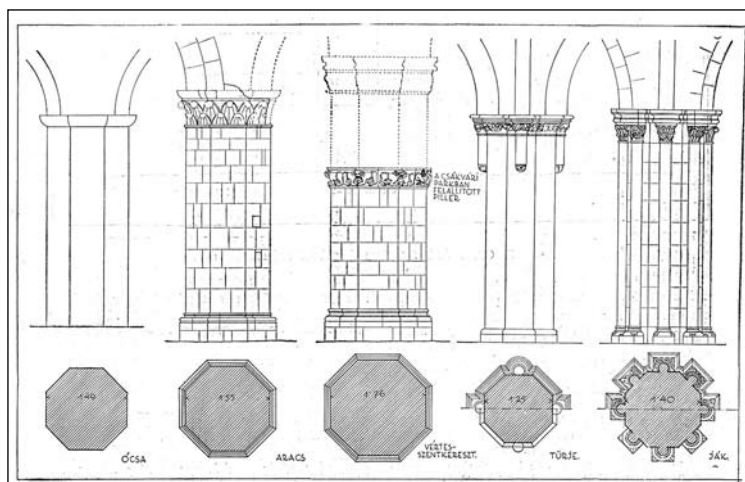 A CSÁKVÁRI
PARKBAN
FELÁLLÍTOTT
PILLÉR
1·49
1·55
1·76
1·25
1·40
ÓCSA
ARACS
VÉRTES-
SZENTKERESZT.
TÜRJE.
JÁK.